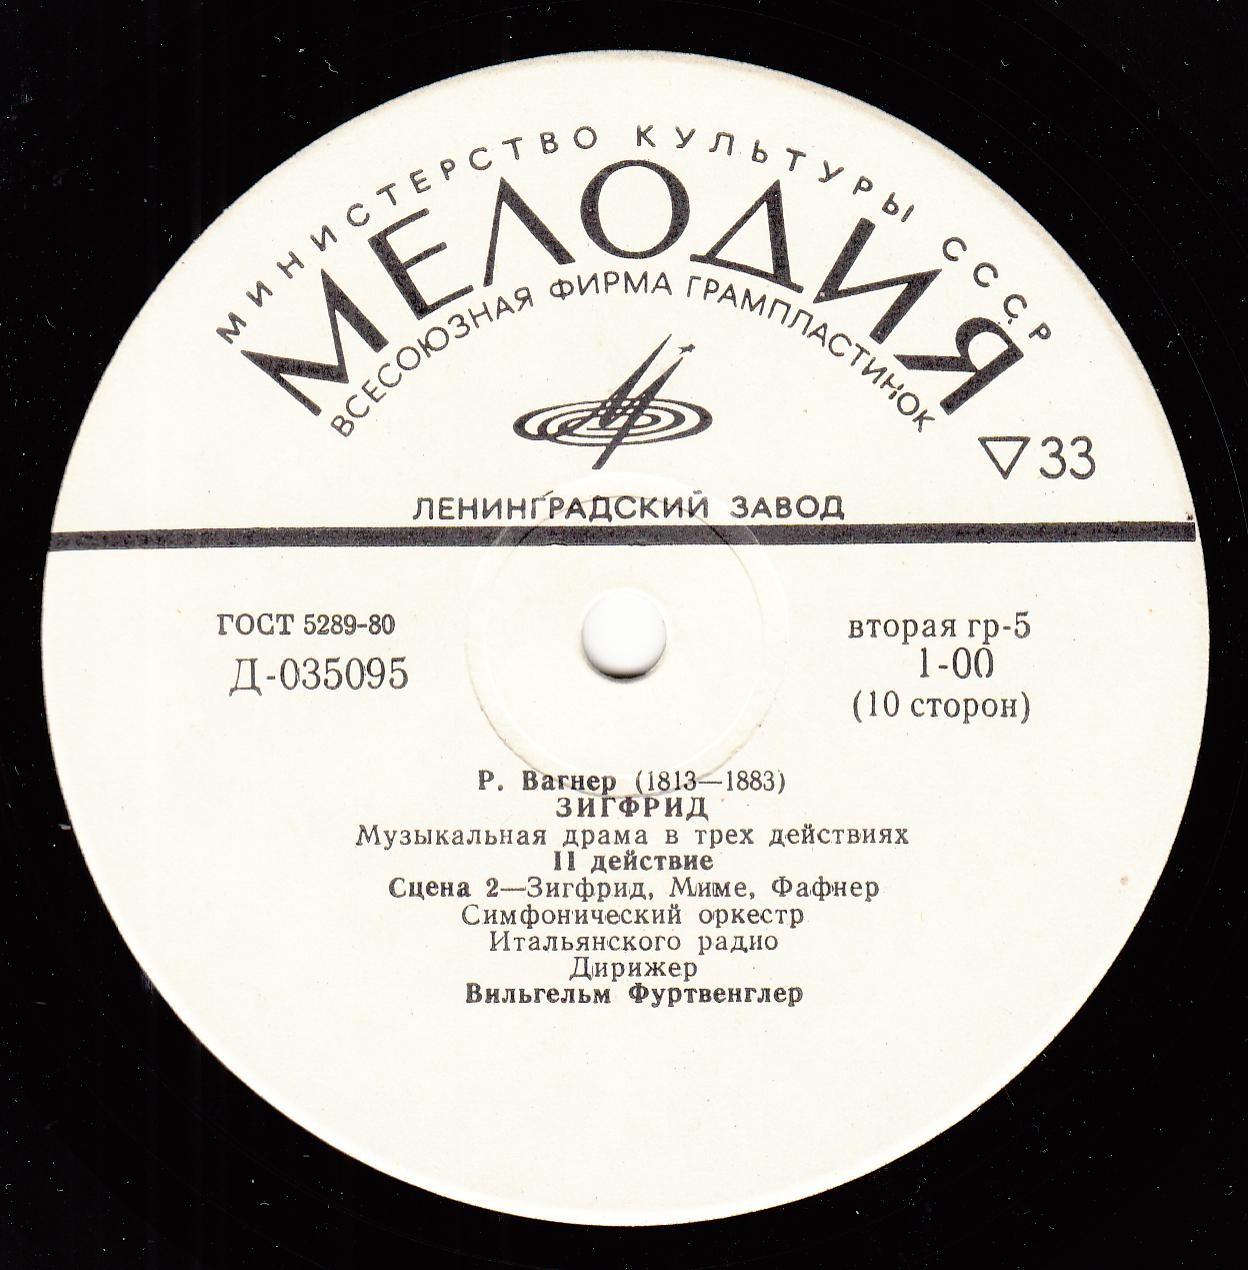 МИНИСТЕРСТВО КУЛЬТУРЫ СССР
МЕЛОДИЯ
ВСЕСОЮЗНАЯ ФИРМА ГРАМПЛАСТИНОК
33
ЛЕНИНГРАДСКИЙ ЗАВОД
ГОСТ 5289-80
Д-035095
вторая гр-5
1-00
(10 сторон)
Р. Вагнер (1813—1883)
ЗИГФРИД
Музыкальная драма в трех действиях
II действие
Сцена 2—Зигфрид, Миме, Фафнер
Симфонический оркестр
Итальянского радио
Дирижер
Вильгельм Фуртвенглер